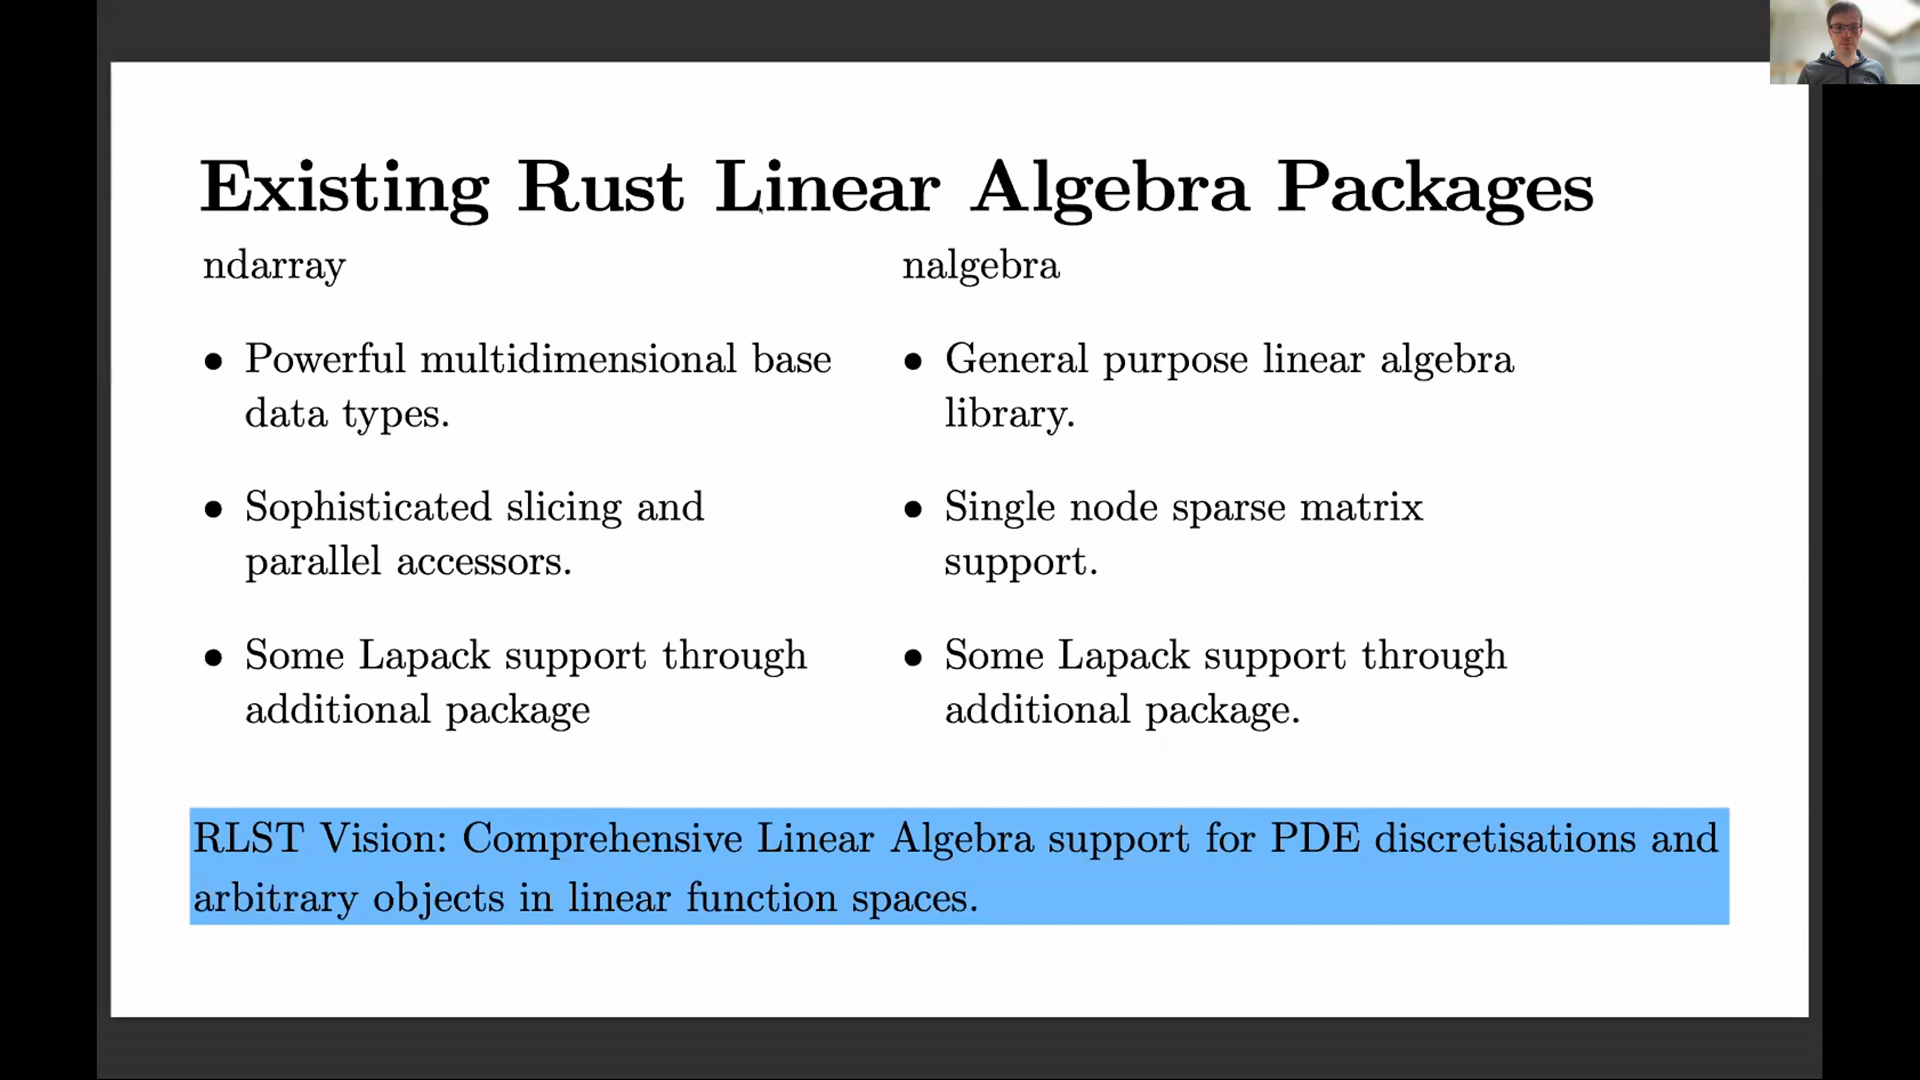 Existing Rust Linear Algebra Packages
ndarray
• Powerful multidimensional base
data types.
• Sophisticated slicing and
parallel accessors.
• Some Lapack support through
additional package
nalgebra
• General purpose linear algebra
library.
• Single node sparse matrix
support.
• Some Lapack support through
additional package.
RLST Vision: Comprehensive Linear Algebra support for PDE discretisations and
arbitrary objects in linear function spaces.